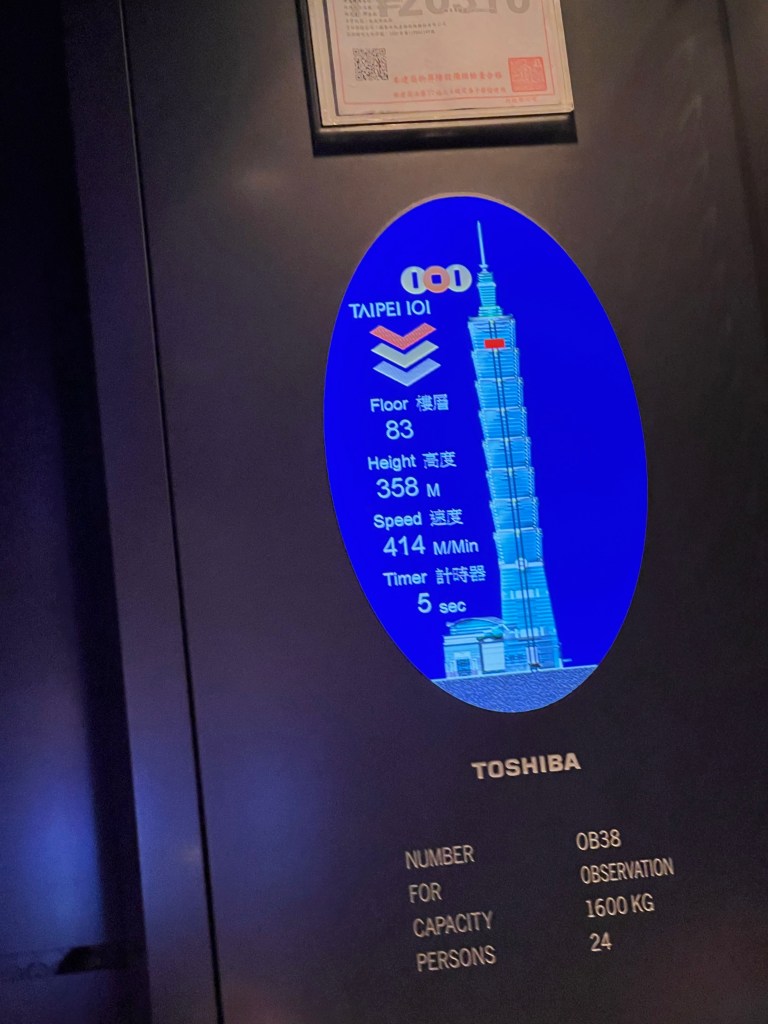 TAIPEI 101
Floor 樓層
83
Height 高度
358 M
Speed 速度
414 M/Min
Timer 計時器
5 sec
TOSHIBA
NUMBER OB38
FOR OBSERVATION
CAPACITY 1600 KG
PERSONS 24